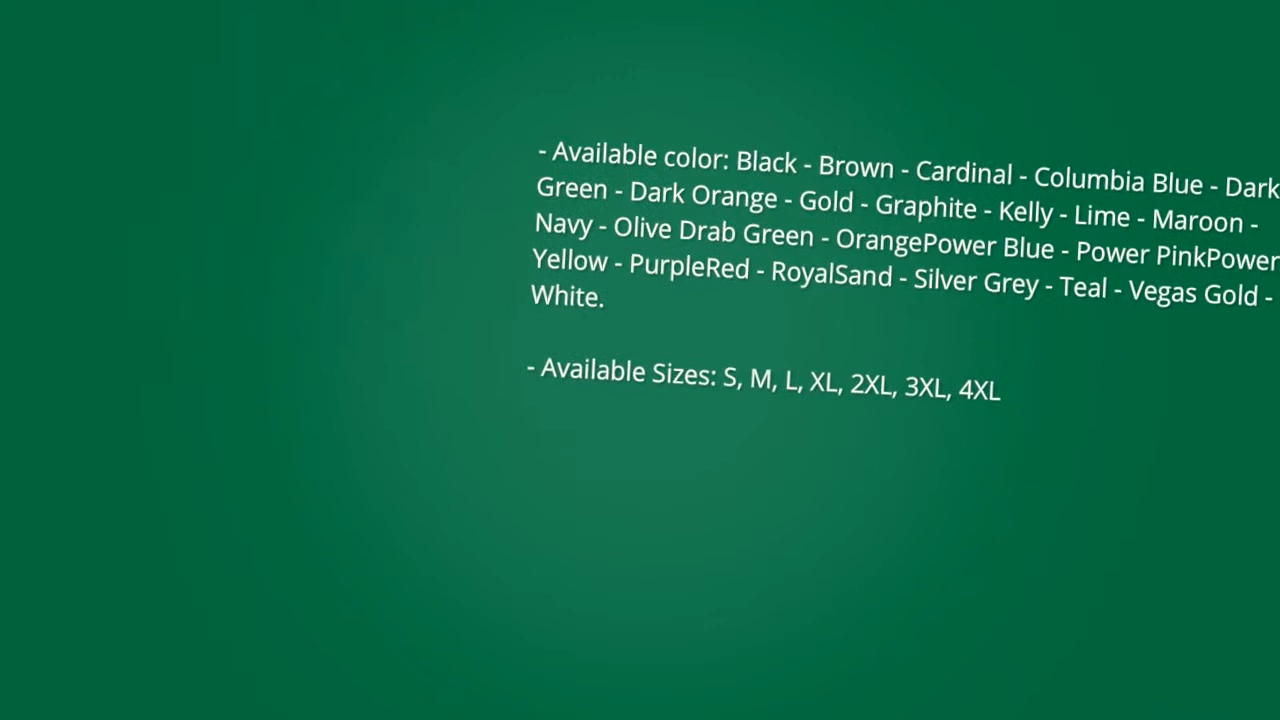 - Available color: Black - Brown - Cardinal - Columbia Blue - Dark
Green - Dark Orange - Gold - Graphite - Kelly - Lime - Maroon -
Navy - Olive Drab Green - OrangePower Blue - Power PinkPower
Yellow - PurpleRed - RoyalSand - Silver Grey - Teal - Vegas Gold -
White.
- Available Sizes: S, M, L, XL, 2XL, 3XL, 4XL